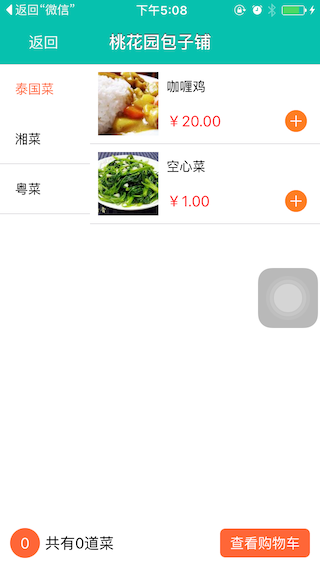 返回“微信”
下午5:08
返回
桃花园包子铺
泰国菜
湘菜
粤菜
咖喱鸡
￥20.00
空心菜
￥1.00
0
共有0道菜
查看购物车